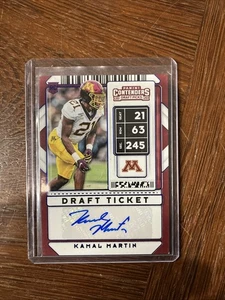 PANINI
CONTENDERS
DRAFT PICKS
21
63
245
M
DRAFT TICKET
KAMAL MARTIN